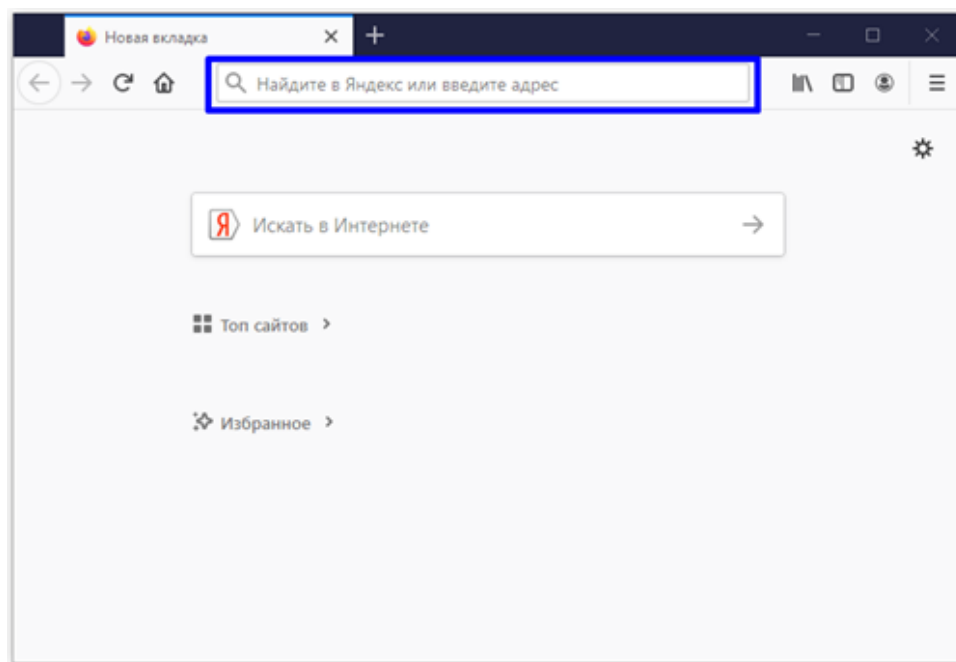 Новая вкладка
Найдите в Яндекс или введите адрес
Я Искать в Интернете
Топ сайтов
Избранное